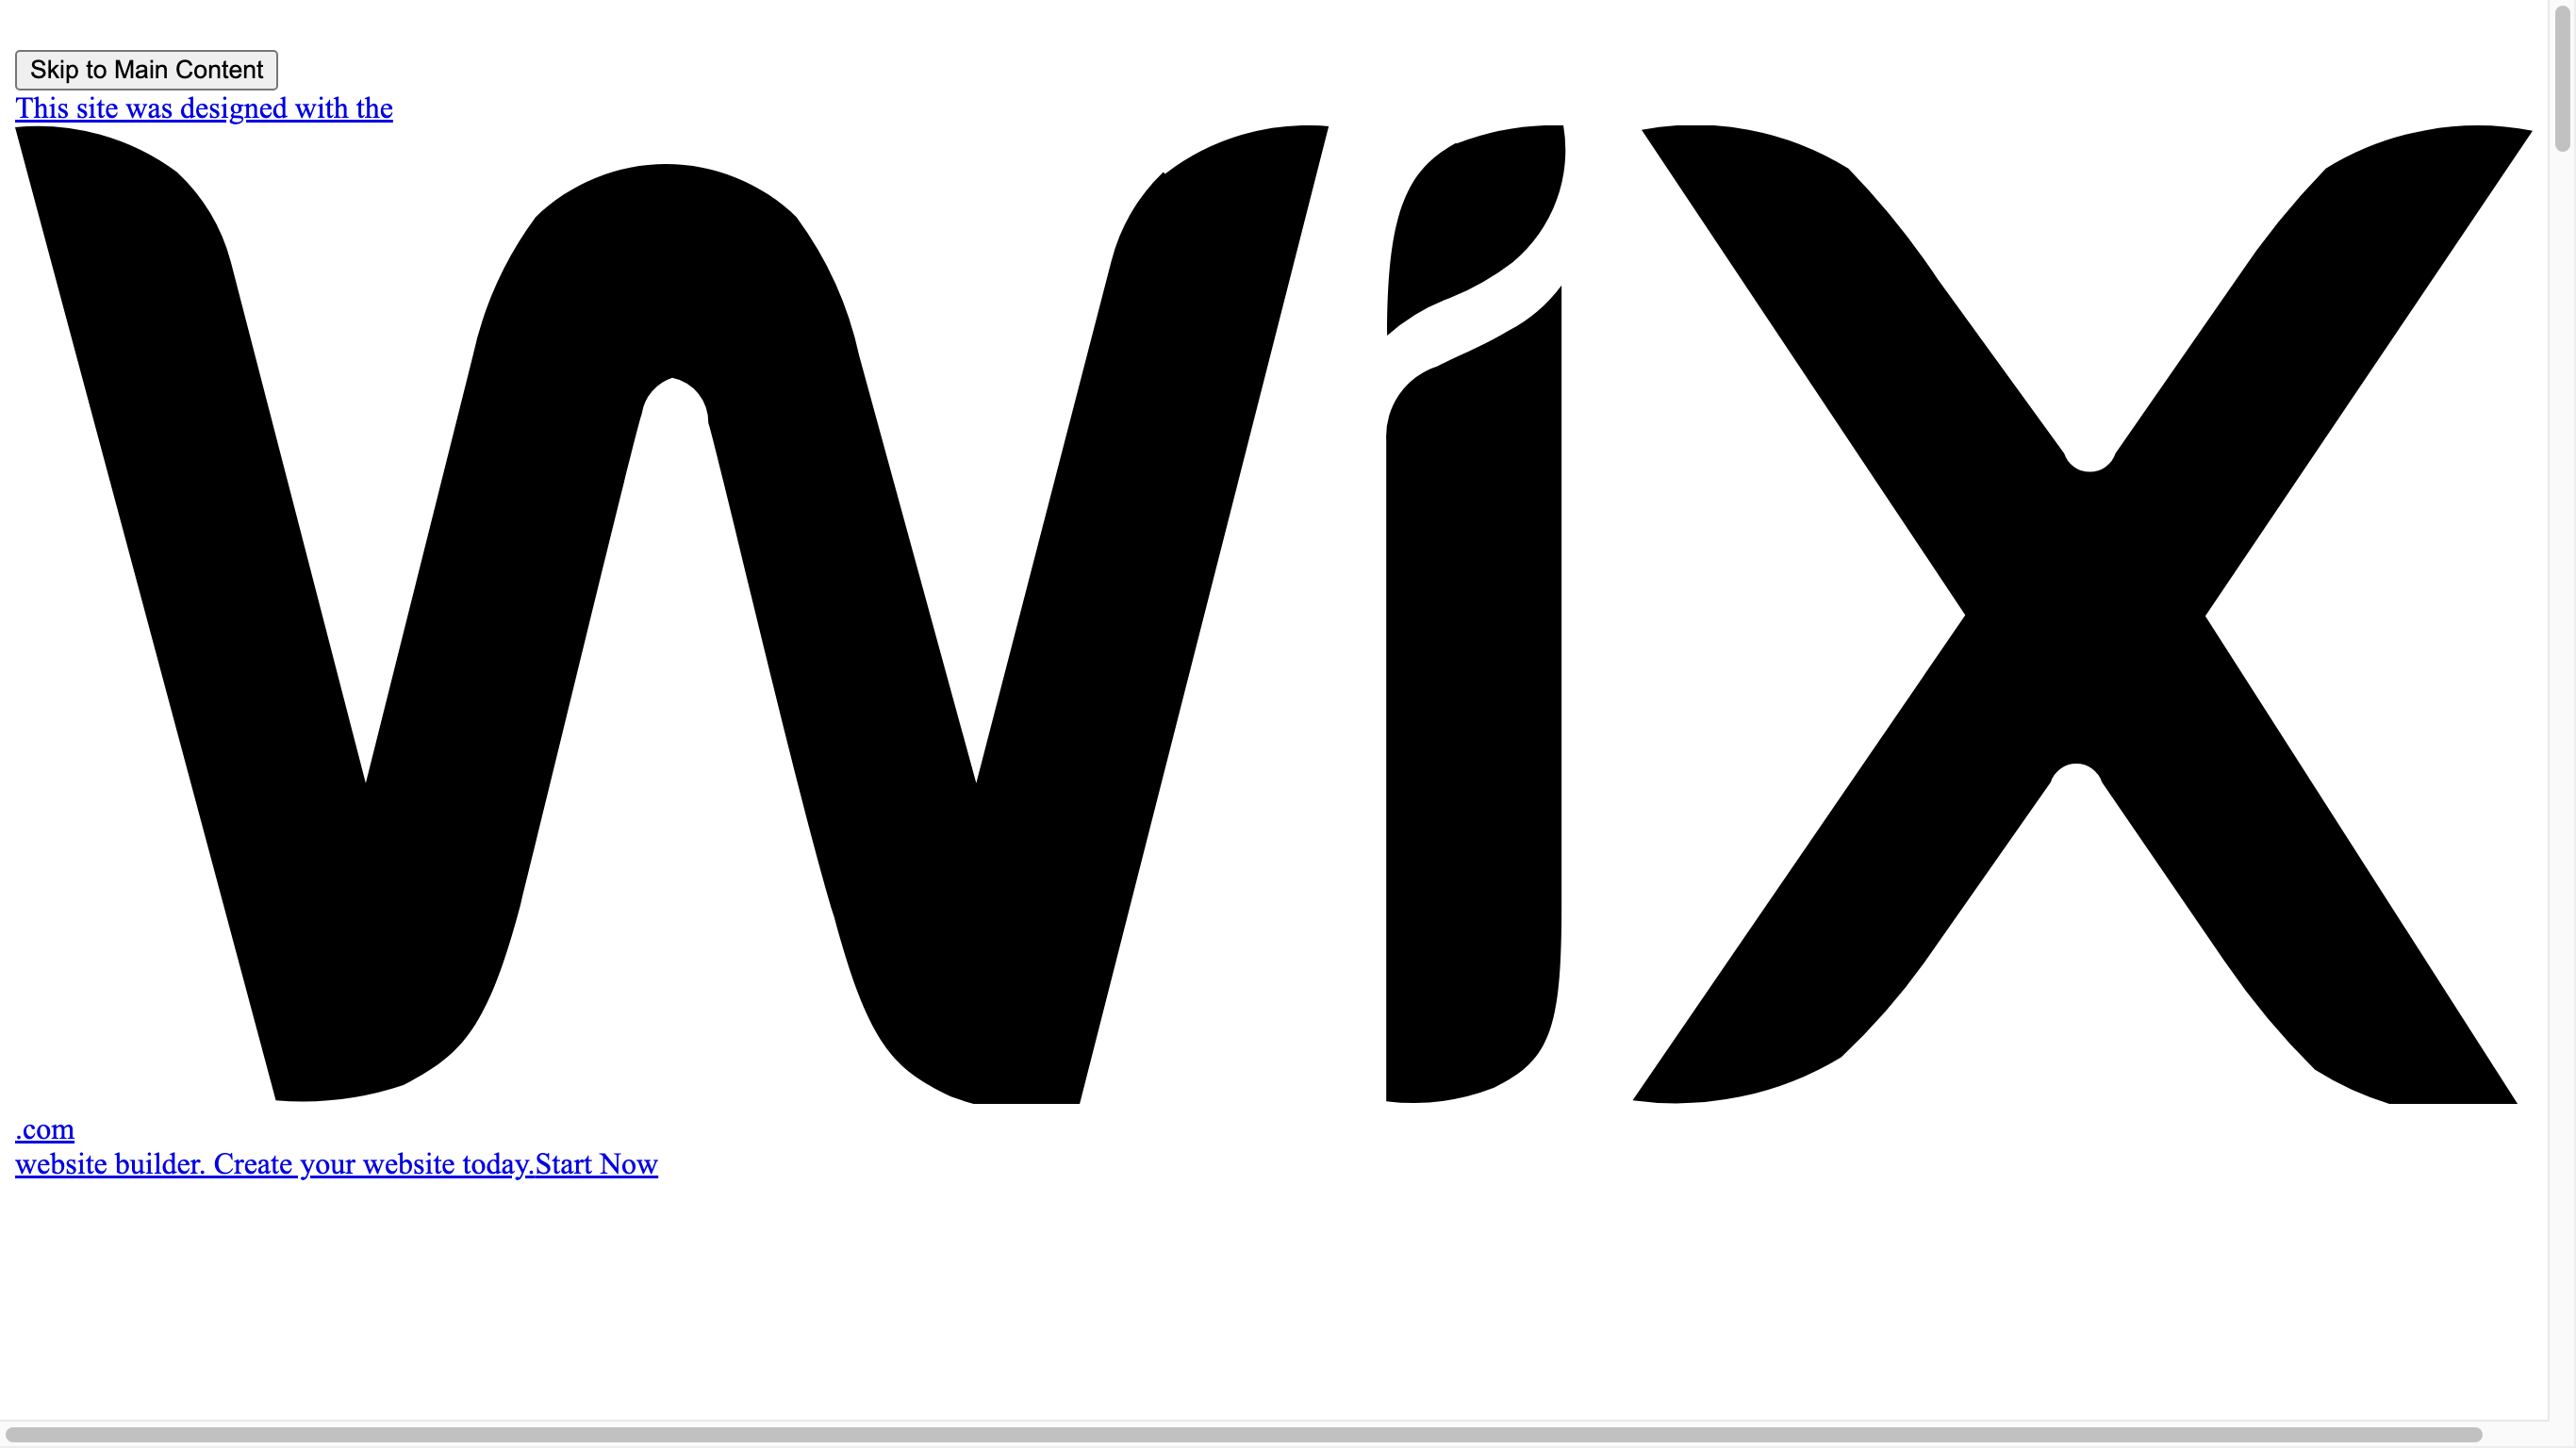 Skip to Main Content
This site was designed with the
WiX
.com
website builder. Create your website today.Start Now